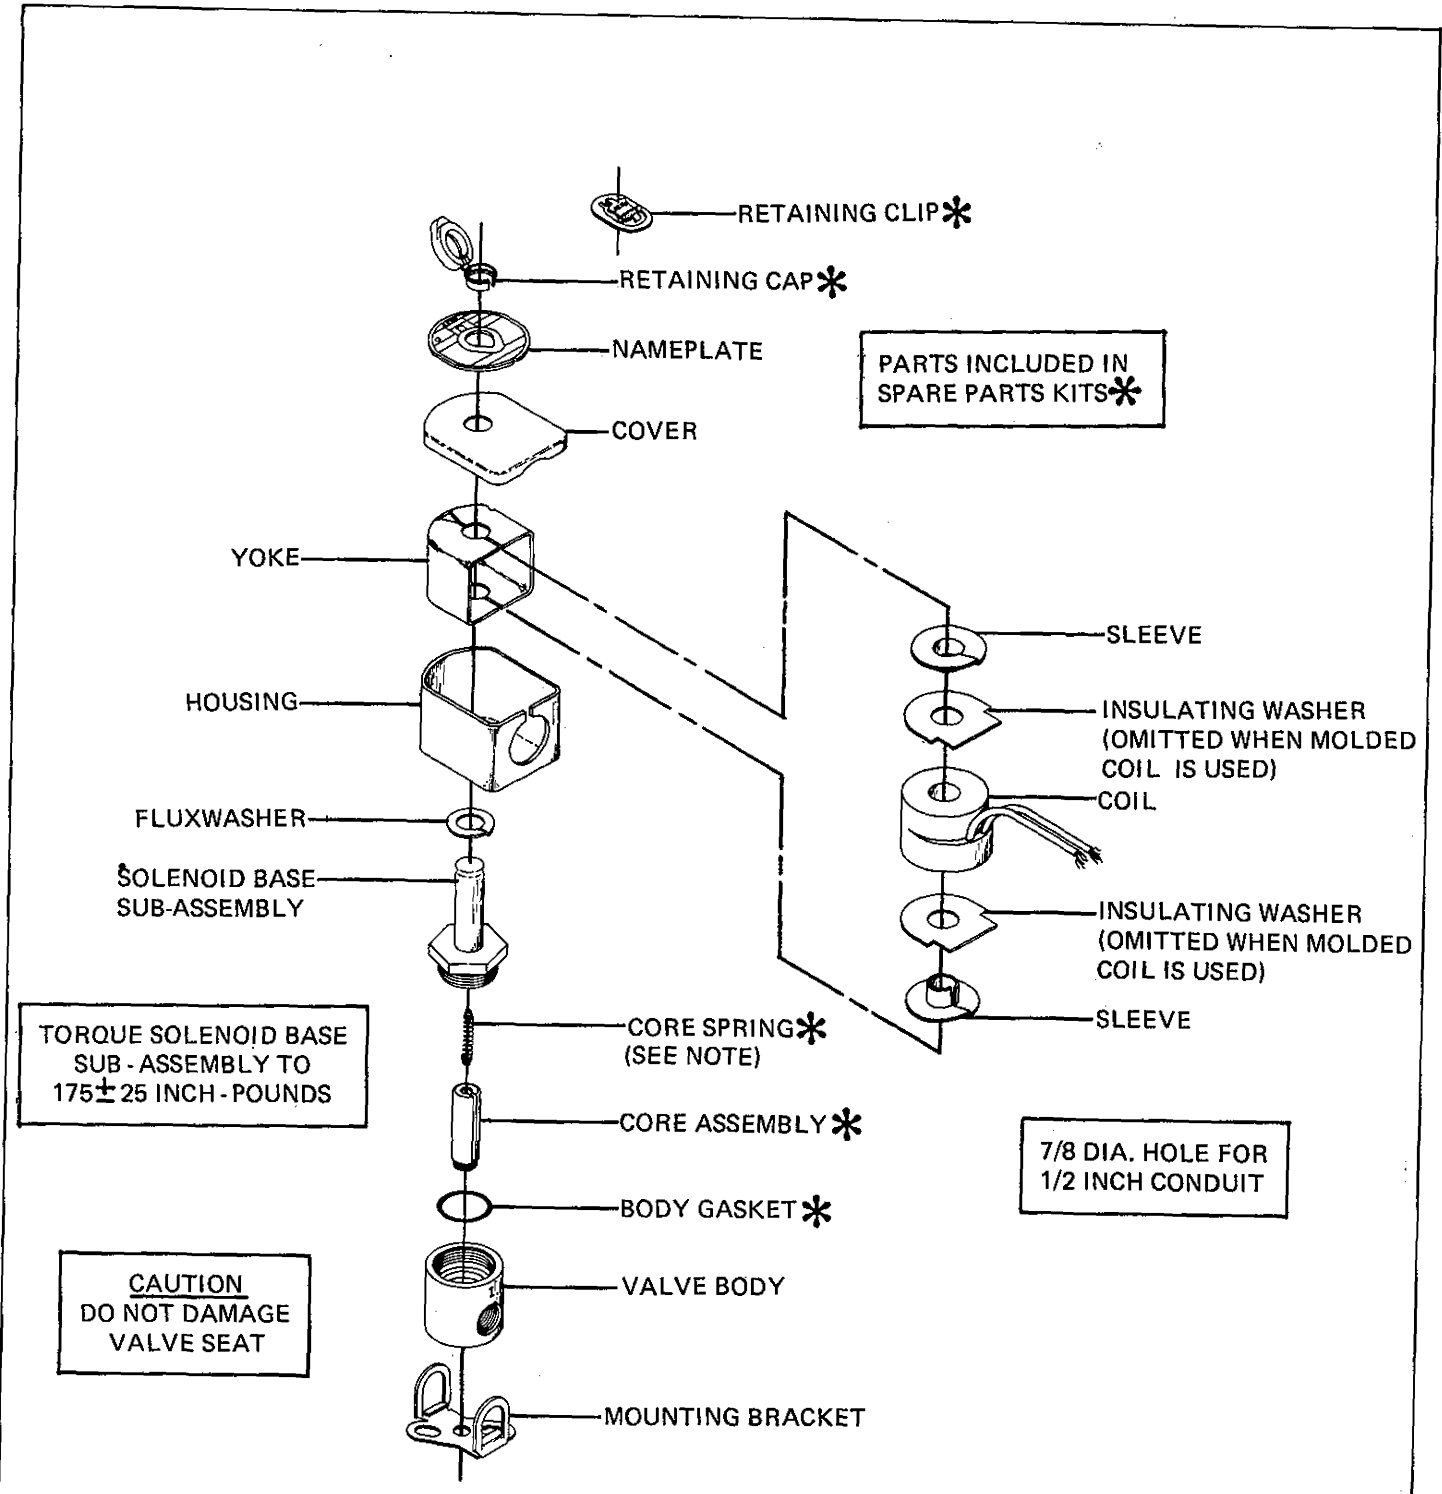 RETAINING CLIP*
RETAINING CAP*
NAMEPLATE
PARTS INCLUDED IN
SPARE PARTS KITS*
COVER
YOKE
SLEEVE
HOUSING
INSULATING WASHER
(OMITTED WHEN MOLDED
COIL IS USED)
COIL
FLUXWASHER
SOLENOID BASE
SUB-ASSEMBLY
INSULATING WASHER
(OMITTED WHEN MOLDED
COIL IS USED)
SLEEVE
TORQUE SOLENOID BASE
SUB-ASSEMBLY TO
175±25 INCH-POUNDS
CORE SPRING*
(SEE NOTE)
CORE ASSEMBLY*
7/8 DIA. HOLE FOR
1/2 INCH CONDUIT
BODY GASKET*
CAUTION
DO NOT DAMAGE
VALVE SEAT
VALVE BODY
MOUNTING BRACKET